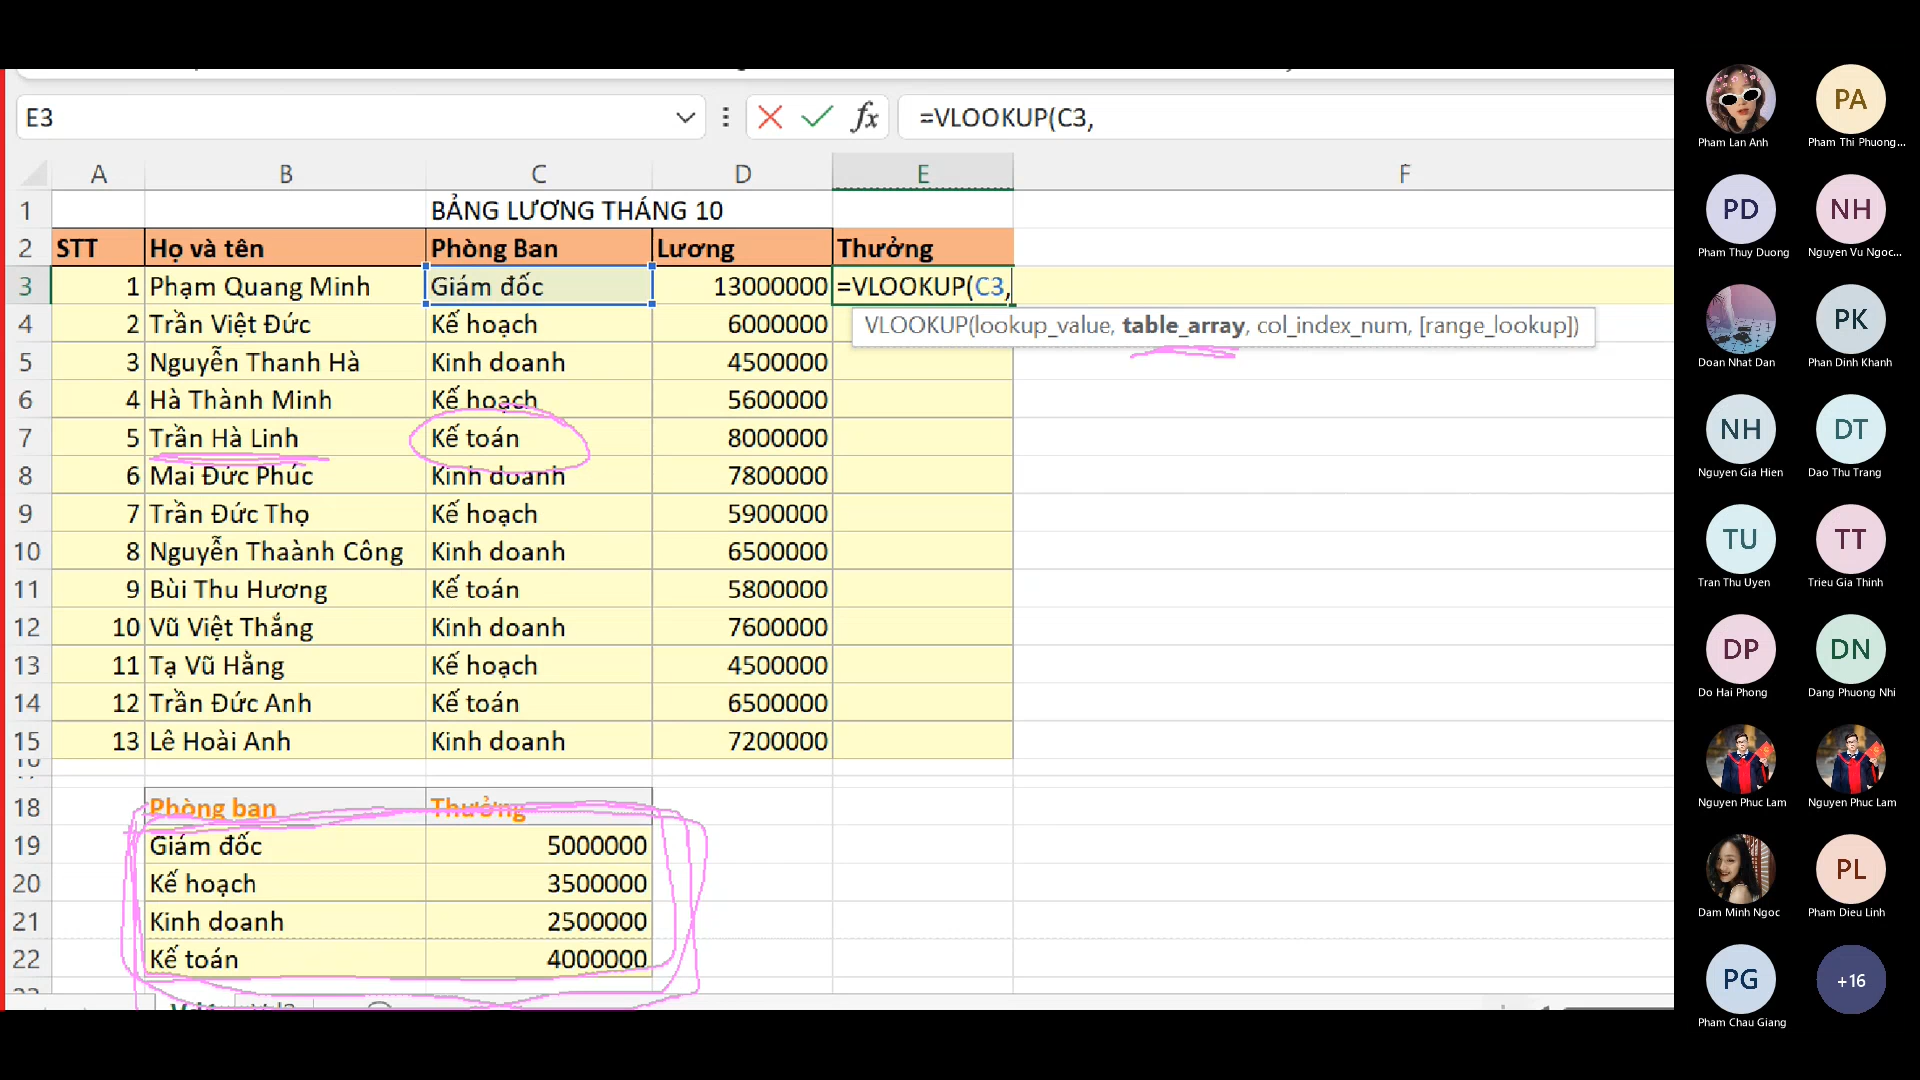 E3 =VLOOKUP(C3,
A B C D E F
1 BẢNG LƯƠNG THÁNG 10
2 STT Họ và tên Phòng Ban Lương Thưởng
3 1 Phạm Quang Minh Giám đốc 13000000 =VLOOKUP(C3,
VLOOKUP(lookup_value, table_array, col_index_num, [range_lookup])
4 2 Trần Việt Đức Kế hoạch 6000000
5 3 Nguyễn Thanh Hà Kinh doanh 4500000
6 4 Hà Thành Minh Kế hoạch 5600000
7 5 Trần Hà Linh Kế toán 8000000
8 6 Mai Đức Phúc Kinh doanh 7800000
9 7 Trần Đức Thọ Kế hoạch 5900000
10 8 Nguyễn Thaành Công Kinh doanh 6500000
11 9 Bùi Thu Hương Kế toán 5800000
12 10 Vũ Việt Thắng Kinh doanh 7600000
13 11 Tạ Vũ Hằng Kế hoạch 4500000
14 12 Trần Đức Anh Kế toán 6500000
15 13 Lê Hoài Anh Kinh doanh 7200000
18 Phòng ban Thưởng
19 Giám đốc 5000000
20 Kế hoạch 3500000
21 Kinh doanh 2500000
22 Kế toán 4000000
PA
Pham Lan Anh Pham Thi Phuong...
PD NH
Pham Thuy Duong Nguyen Vu Ngoc...
PK
Doan Nhat Dan Phan Dinh Khanh
NH DT
Nguyen Gia Hien Dao Thu Trang
TU TT
Tran Thu Uyen Trieu Gia Thinh
DP DN
Do Hai Phong Dang Phuong Nhi
Nguyen Phuc Lam Nguyen Phuc Lam
PL
Dam Minh Ngoc Pham Dieu Linh
PG +16
Pham Chau Giang